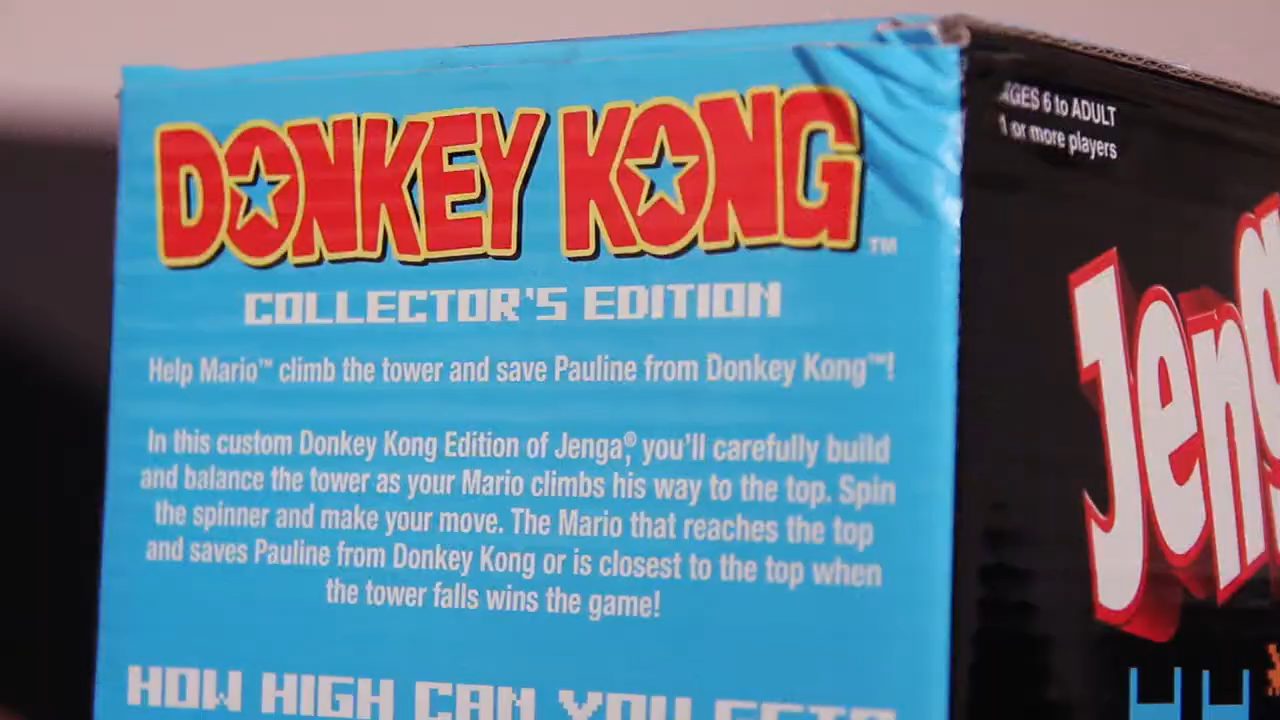 DONKEY KONG™
COLLECTOR'S EDITION
Help Mario™ climb the tower and save Pauline from Donkey Kong™!
In this custom Donkey Kong Edition of Jenga®, you'll carefully build
and balance the tower as your Mario climbs his way to the top. Spin
the spinner and make your move. The Mario that reaches the top
and saves Pauline from Donkey Kong or is closest to the top when
the tower falls wins the game!
HOW HIGH CAN YOU GET?
AGES 6 to ADULT
1 or more players
Jeng